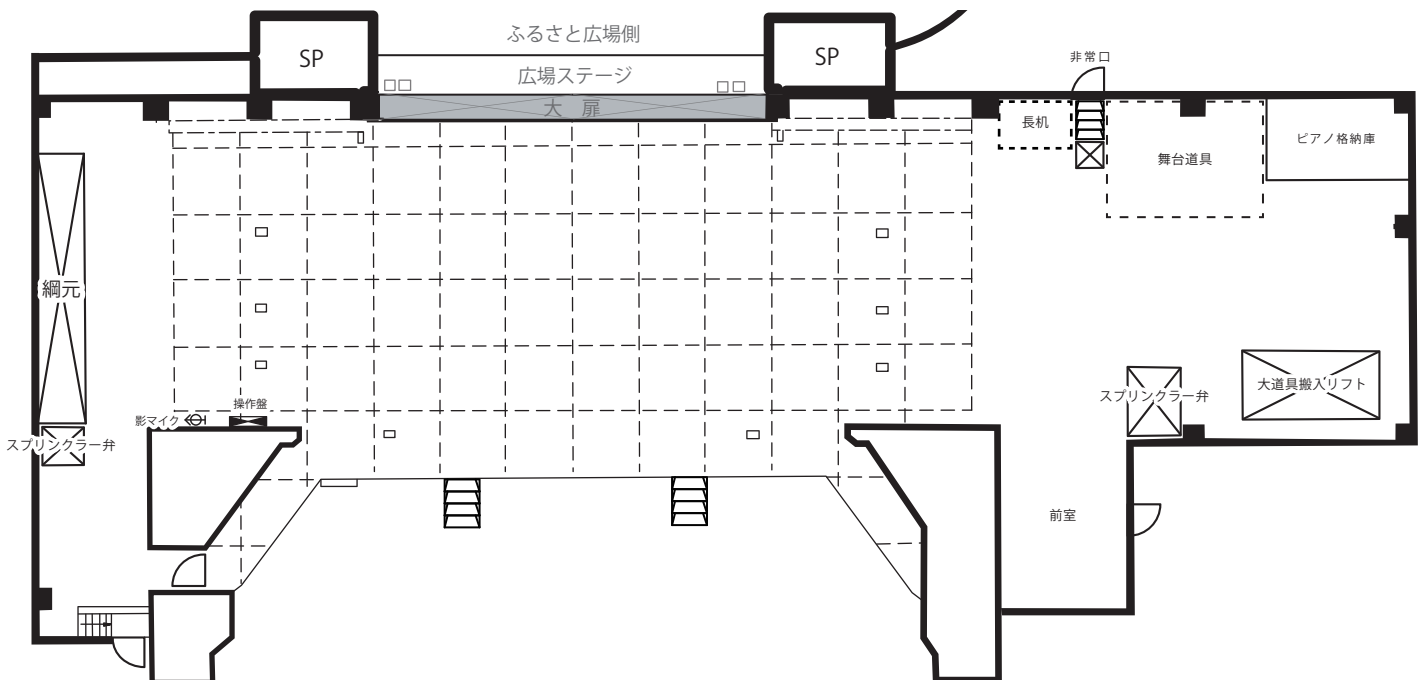 ふるさと広場側
SP
SP
広場ステージ
大 扉
非常口
長机
ピアノ格納庫
舞台道具
綱元
大道具搬入リフト
スプリンクラー弁
操作盤
影マイク
スプリンクラー弁
前室